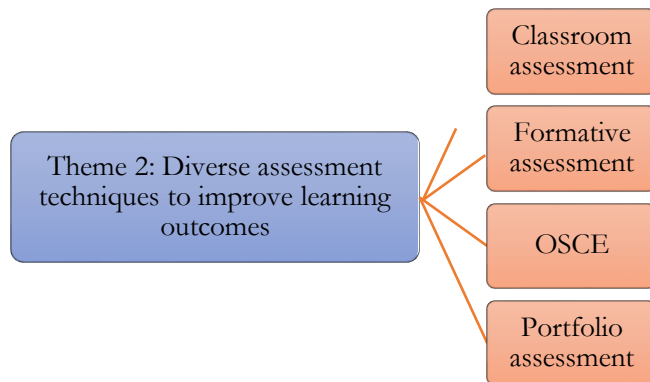 Theme 2: Diverse assessment
techniques to improve learning
outcomes
Classroom
assessment
Formative
assessment
OSCE
Portfolio
assessment